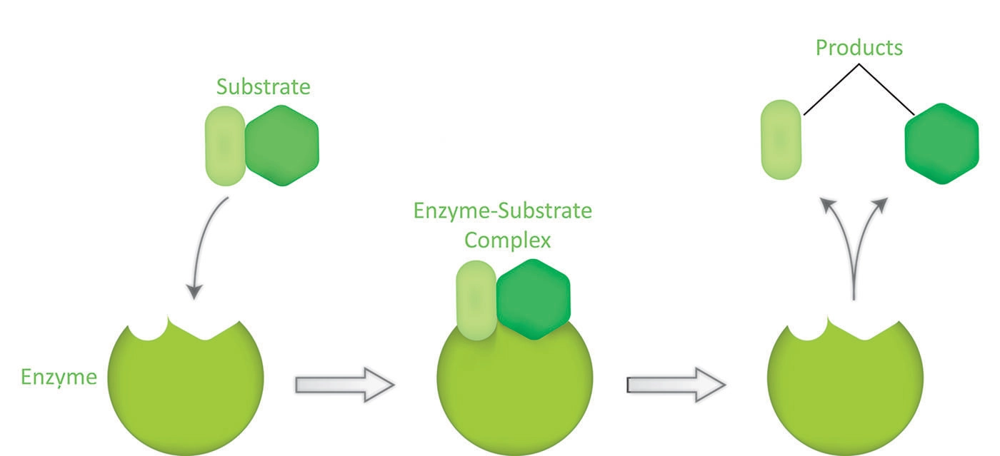 Products
Substrate
Enzyme-Substrate
Complex
Enzyme